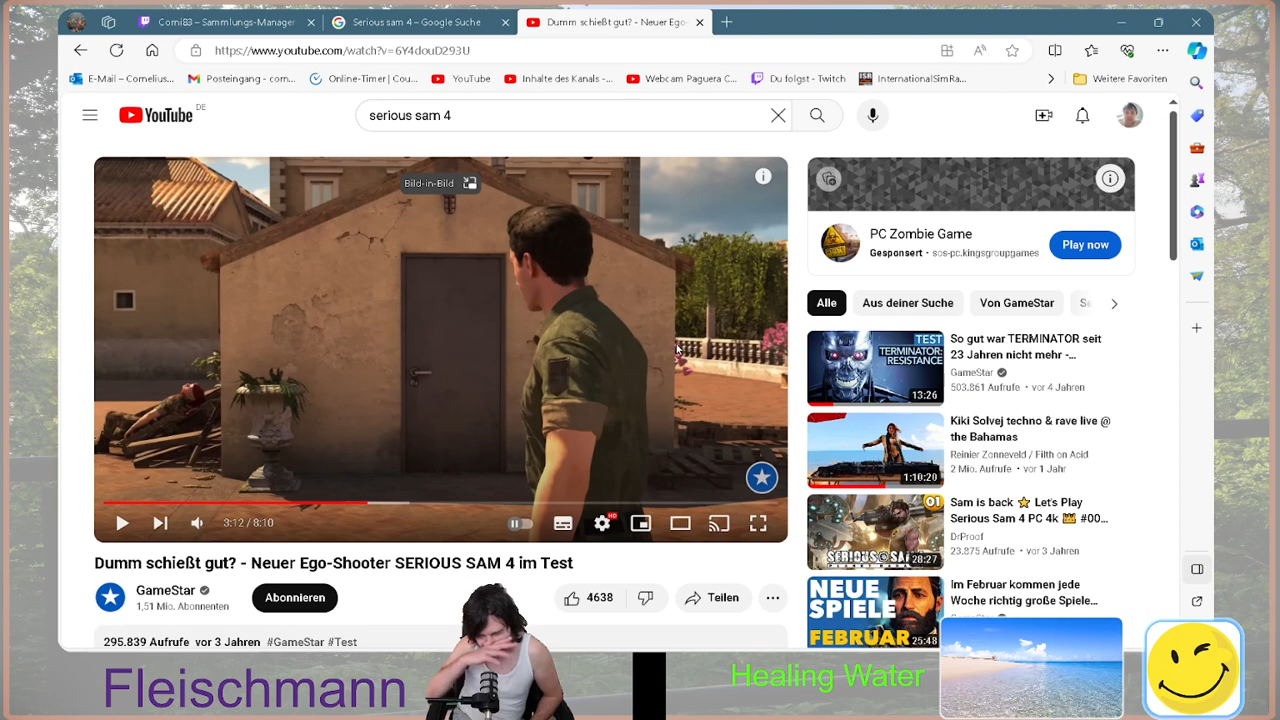 Corni83 – Sammlungs-Manager
Serious sam 4 – Google Suche
Dumm schießt gut? - Neuer Ego-
https://www.youtube.com/watch?v=6Y4douD293U
E-Mail – Cornelius...
Posteingang - corn...
Online-Timer | Cou...
YouTube
Inhalte des Kanals -...
Webcam Paguera C...
Du folgst - Twitch
InternationalSimRa...
Weitere Favoriten
YouTube DE
serious sam 4
Bild-in-Bild
PC Zombie Game
Gesponsert · sos-pc.kingsgroupgames
Play now
Alle
Aus deiner Suche
Von GameStar
TEST
TERMINATOR:
RESISTANCE
13:26
So gut war TERMINATOR seit
23 Jahren nicht mehr -...
GameStar
503.861 Aufrufe · vor 4 Jahren
1:10:20
Kiki Solvej techno & rave live @
the Bahamas
Reinier Zonneveld / Filth on Acid
2 Mio. Aufrufe · vor 1 Jahr
01
SERIOUS SAM
28:27
Sam is back ⭐ Let's Play
Serious Sam 4 PC 4k 👑 #00...
DrProof
23.875 Aufrufe · vor 3 Jahren
NEUE
SPIELE
FEBRUAR
25:48
Im Februar kommen jede
Woche richtig große Spiele...
3:12 / 8:10
HD
Dumm schießt gut? - Neuer Ego-Shooter SERIOUS SAM 4 im Test
GameStar
1,51 Mio. Abonnenten
Abonnieren
4638
Teilen
295.839 Aufrufe vor 3 Jahren #GameStar #Test
Fleischmann
Healing Water